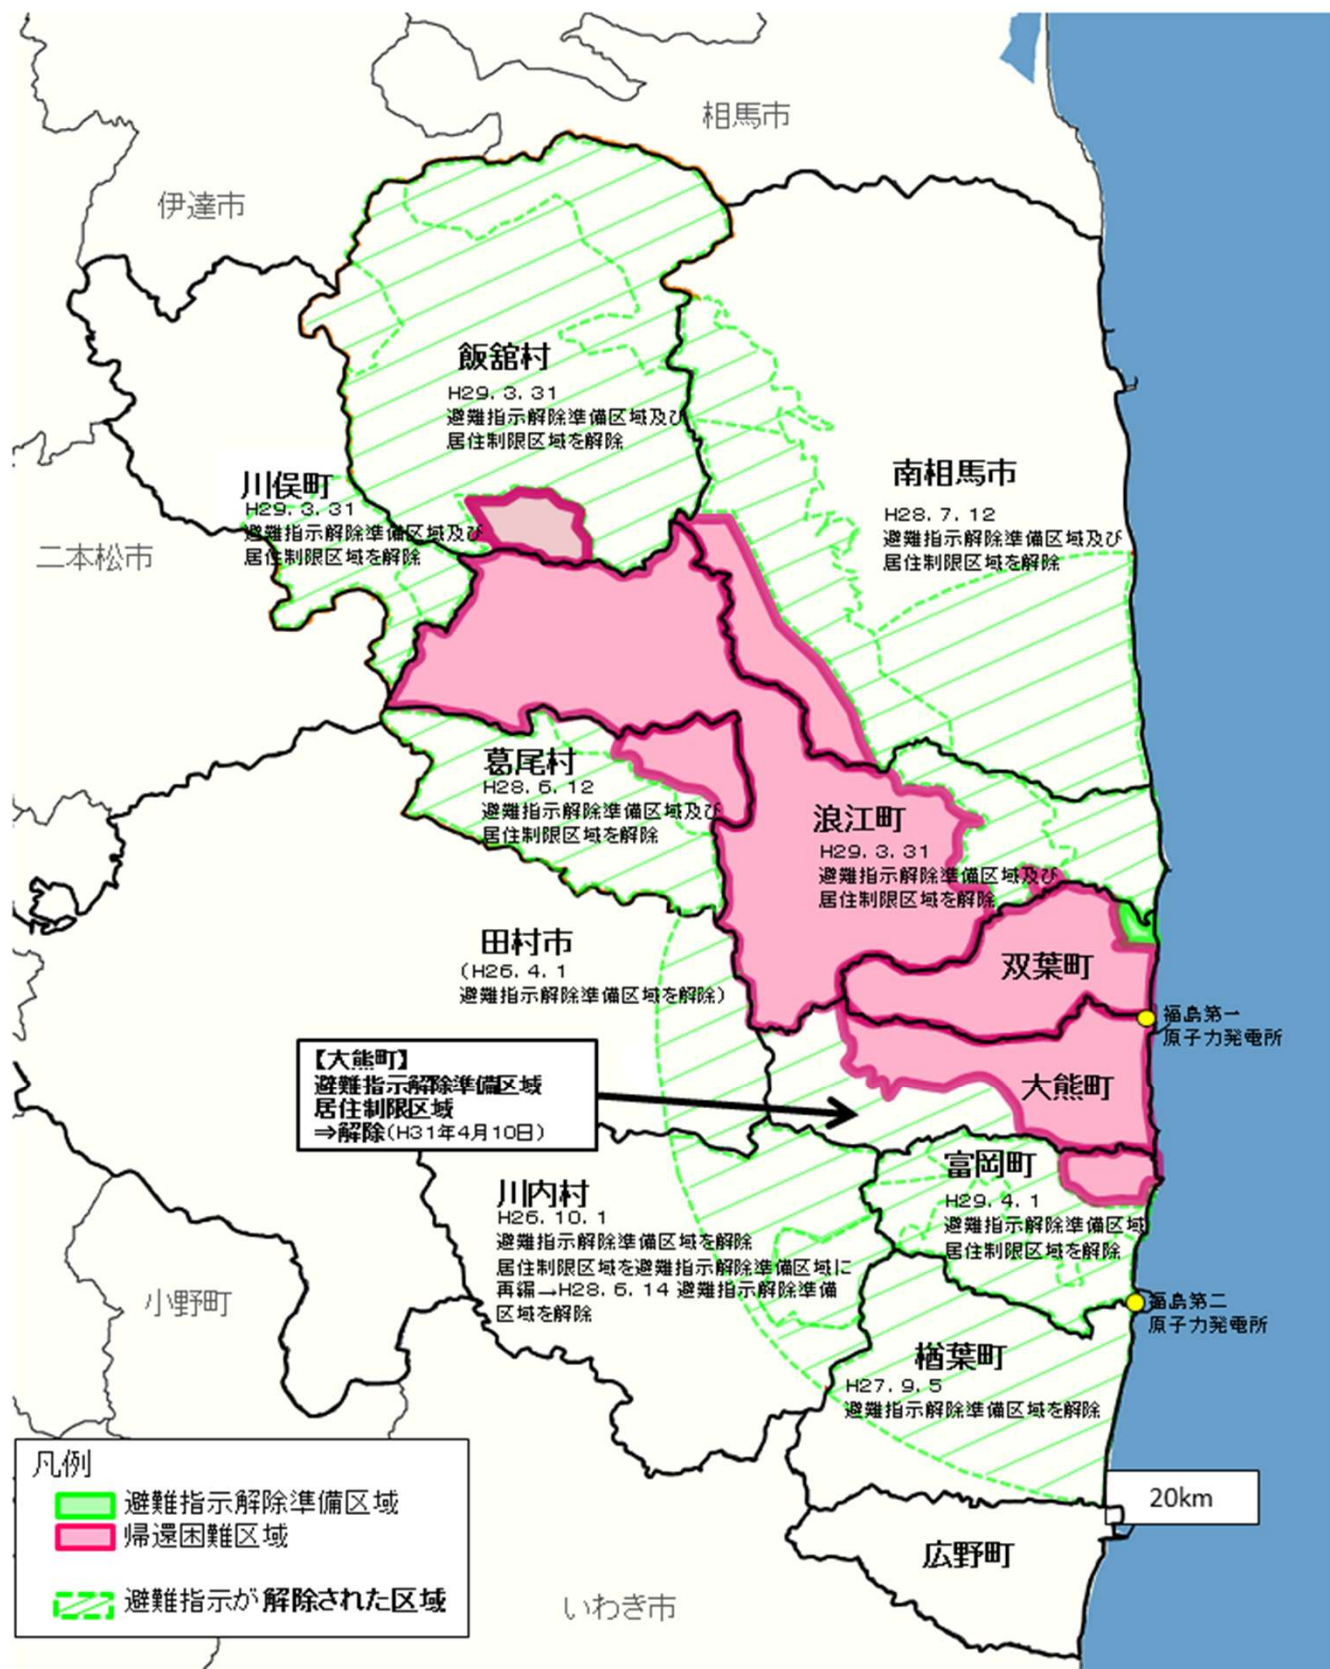 相馬市
伊達市
飯舘村
H29.3.31
避難指示解除準備区域及び
居住制限区域を解除
川俣町
H29.3.31
避難指示解除準備区域及び
居住制限区域を解除
南相馬市
H28.7.12
避難指示解除準備区域及び
居住制限区域を解除
二本松市
葛尾村
H28.6.12
避難指示解除準備区域及び
居住制限区域を解除
浪江町
H29.3.31
避難指示解除準備区域及び
居住制限区域を解除
田村市
(H26.4.1
避難指示解除準備区域を解除)
双葉町
福島第一
原子力発電所
【大熊町】
避難指示解除準備区域
居住制限区域
⇒解除(H31年4月10日)
大熊町
富岡町
H29.4.1
避難指示解除準備区域
居住制限区域を解除
川内村
H26.10.1
避難指示解除準備区域を解除
居住制限区域を避難指示解除準備区域に
再編→H28.6.14 避難指示解除準備
区域を解除
小野町
福島第二
原子力発電所
楢葉町
H27.9.5
避難指示解除準備区域を解除
凡例
避難指示解除準備区域
帰還困難区域
避難指示が解除された区域
20km
広野町
いわき市